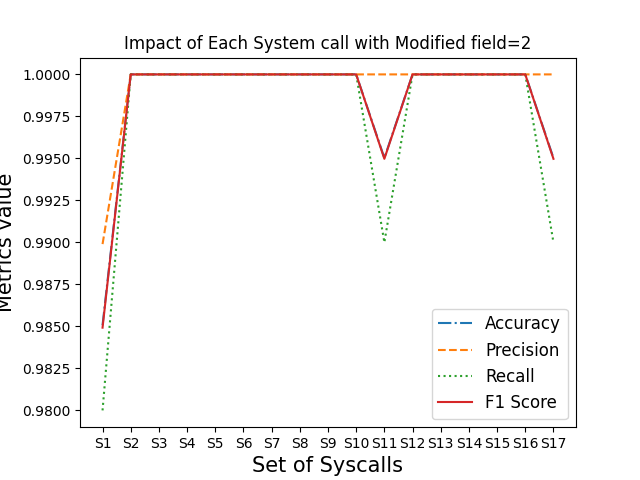 Impact of Each System call with Modified field=2
1.0000
0.9975
0.9950
0.9925
0.9900
0.9875
0.9850
0.9825
0.9800
Metrics Value
Accuracy
Precision
Recall
F1 Score
S1 S2 S3 S4 S5 S6 S7 S8 S9 S10 S11 S12 S13 S14 S15 S16 S17
Set of Syscalls